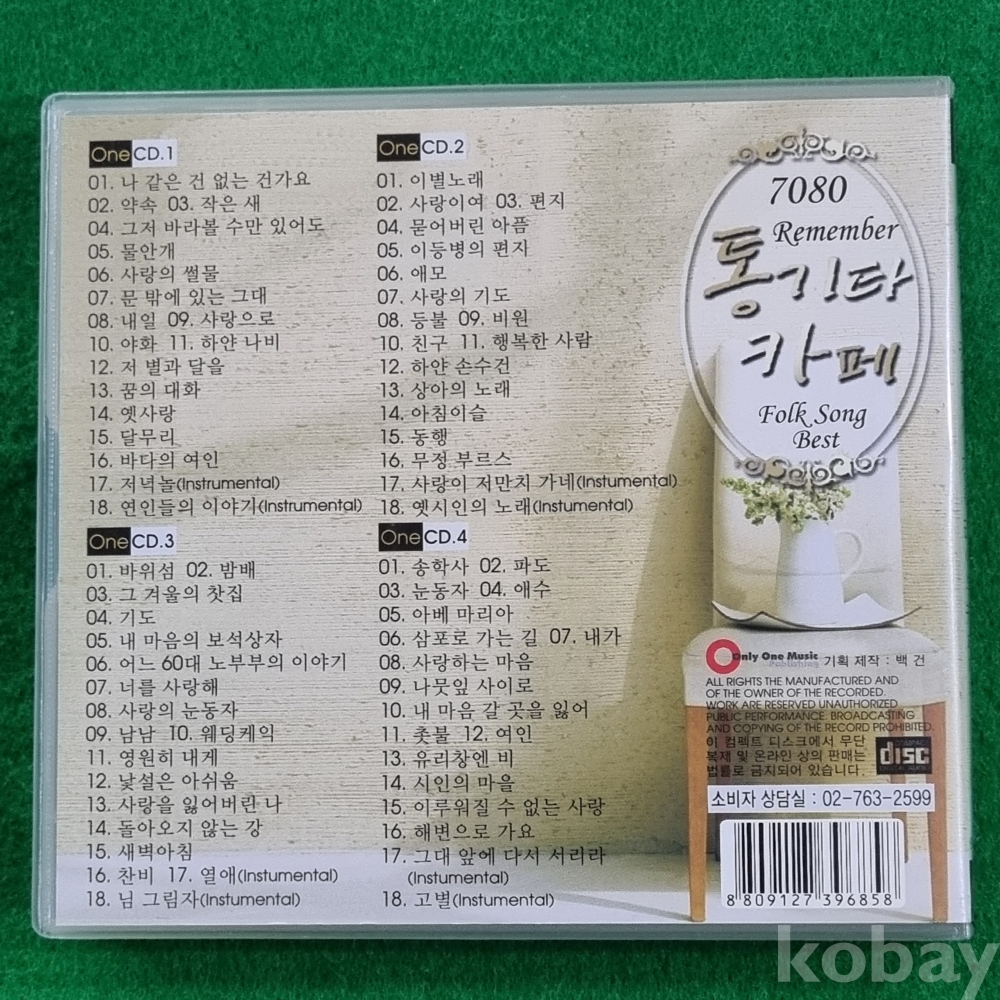 One CD.1
01. 나 같은 건 없는 건가요
02. 약속 03. 작은 새
04. 그저 바라볼 수만 있어도
05. 물안개
06. 사랑의 썰물
07. 문 밖에 있는 그대
08. 내일 09. 사랑으로
10. 야화 11. 하얀 나비
12. 저 별과 달을
13. 꿈의 대화
14. 옛사랑
15. 달무리
16. 바다의 여인
17. 저녁놀(Instrumental)
18. 연인들의 이야기(Instrumental)
One CD.2
01. 이별노래
02. 사랑이여 03. 편지
04. 묻어버린 아픔
05. 이등병의 편자
06. 애모
07. 사랑의 기도
08. 등불 09. 비원
10. 친구 11. 행복한 사람
12. 하얀 손수건
13. 상아의 노래
14. 아침이슬
15. 동행
16. 무정 부르스
17. 사랑이 저만치 가네(Instumental)
18. 옛시인의 노래(Instrumental)
One CD.3
01. 바위섬 02. 밤배
03. 그 겨울의 찻집
04. 기도
05. 내 마음의 보석상자
06. 어느 60대 노부부의 이야기
07. 너를 사랑해
08. 사랑의 눈동자
09. 남남 10. 웨딩케익
11. 영원히 내게
12. 낯설은 아쉬움
13. 사랑을 잃어버린 나
14. 돌아오지 않는 강
15. 새벽아침
16. 찬비 17. 열애(Instrumental)
18. 님 그림자(Instumental)
One CD.4
01. 송학사 02. 파도
03. 눈동자 04. 애수
05. 아베 마리아
06. 삼포로 가는 길 07. 내가
08. 사랑하는 마음
09. 나뭇잎 사이로
10. 내 마음 갈 곳을 잃어
11. 촛불 12. 여인
13. 유리창엔 비
14. 시인의 마을
15. 이루워질 수 없는 사랑
16. 해변으로 가요
17. 그대 앞에 다서 서리라
(Instumental)
18. 고별(Instumental)
7080
Remember
통기타
카페
Folk Song
Best
Only One Music
Publishing
기획 제작 : 백 건
ALL RIGHTS THE MANUFACTURED AND
OF THE OWNER OF THE RECORDED.
WORK ARE RESERVED UNAUTHORIZED
PUBLIC PERFORMANCE. BROADCASTING
AND COPYING OF THE RECORD PROHIBITED.
이 컴팩트 디스크에서 무단
복제 및 온라인 상의 판매는
법률로 금지되어 있습니다.
COMPACT
disc
소비자 상담실 : 02-763-2599
8 809127 396858
kobay